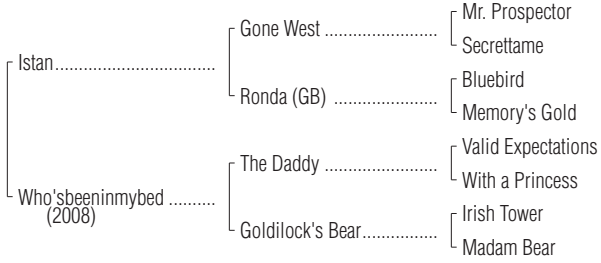 Mr. Prospector
Gone West ........................
Secrettame
Istan.................................
Bluebird
Ronda (GB) ......................
Memory's Gold
Valid Expectations
The Daddy ........................
With a Princess
Who'sbeeninmybed .........
(2008)
Irish Tower
Goldilock's Bear................
Madam Bear